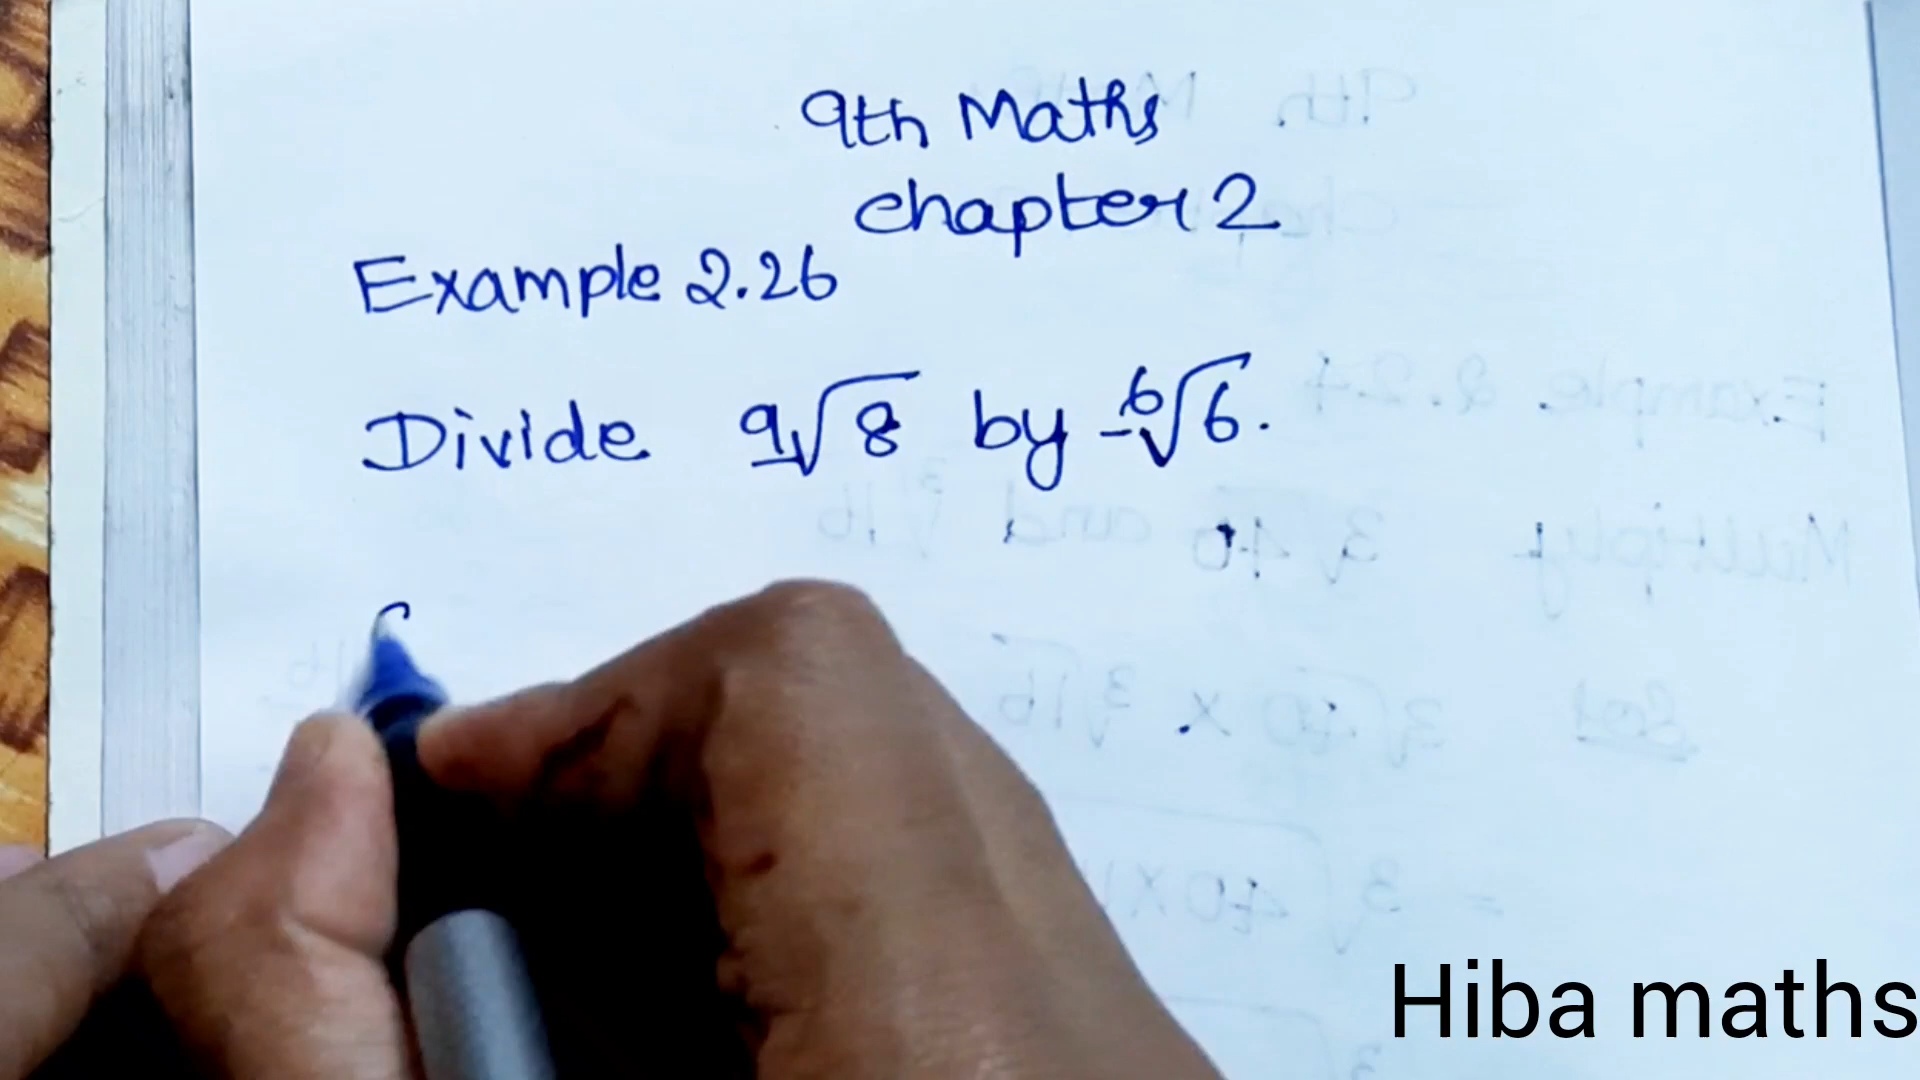 9th Maths
chapter 2
Example 2.26
Divide ⁹√8 by ⁶√6.
Hiba maths